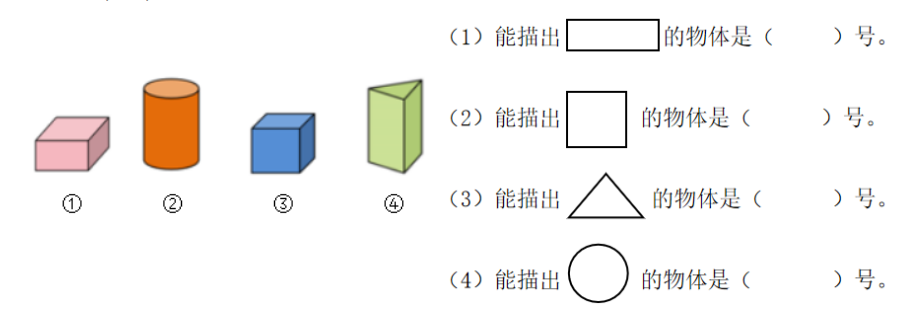 (1)能描出 的物体是( )号。
(2)能描出 的物体是( )号。
① ② ③ ④
(3)能描出 的物体是( )号。
(4)能描出 的物体是( )号。